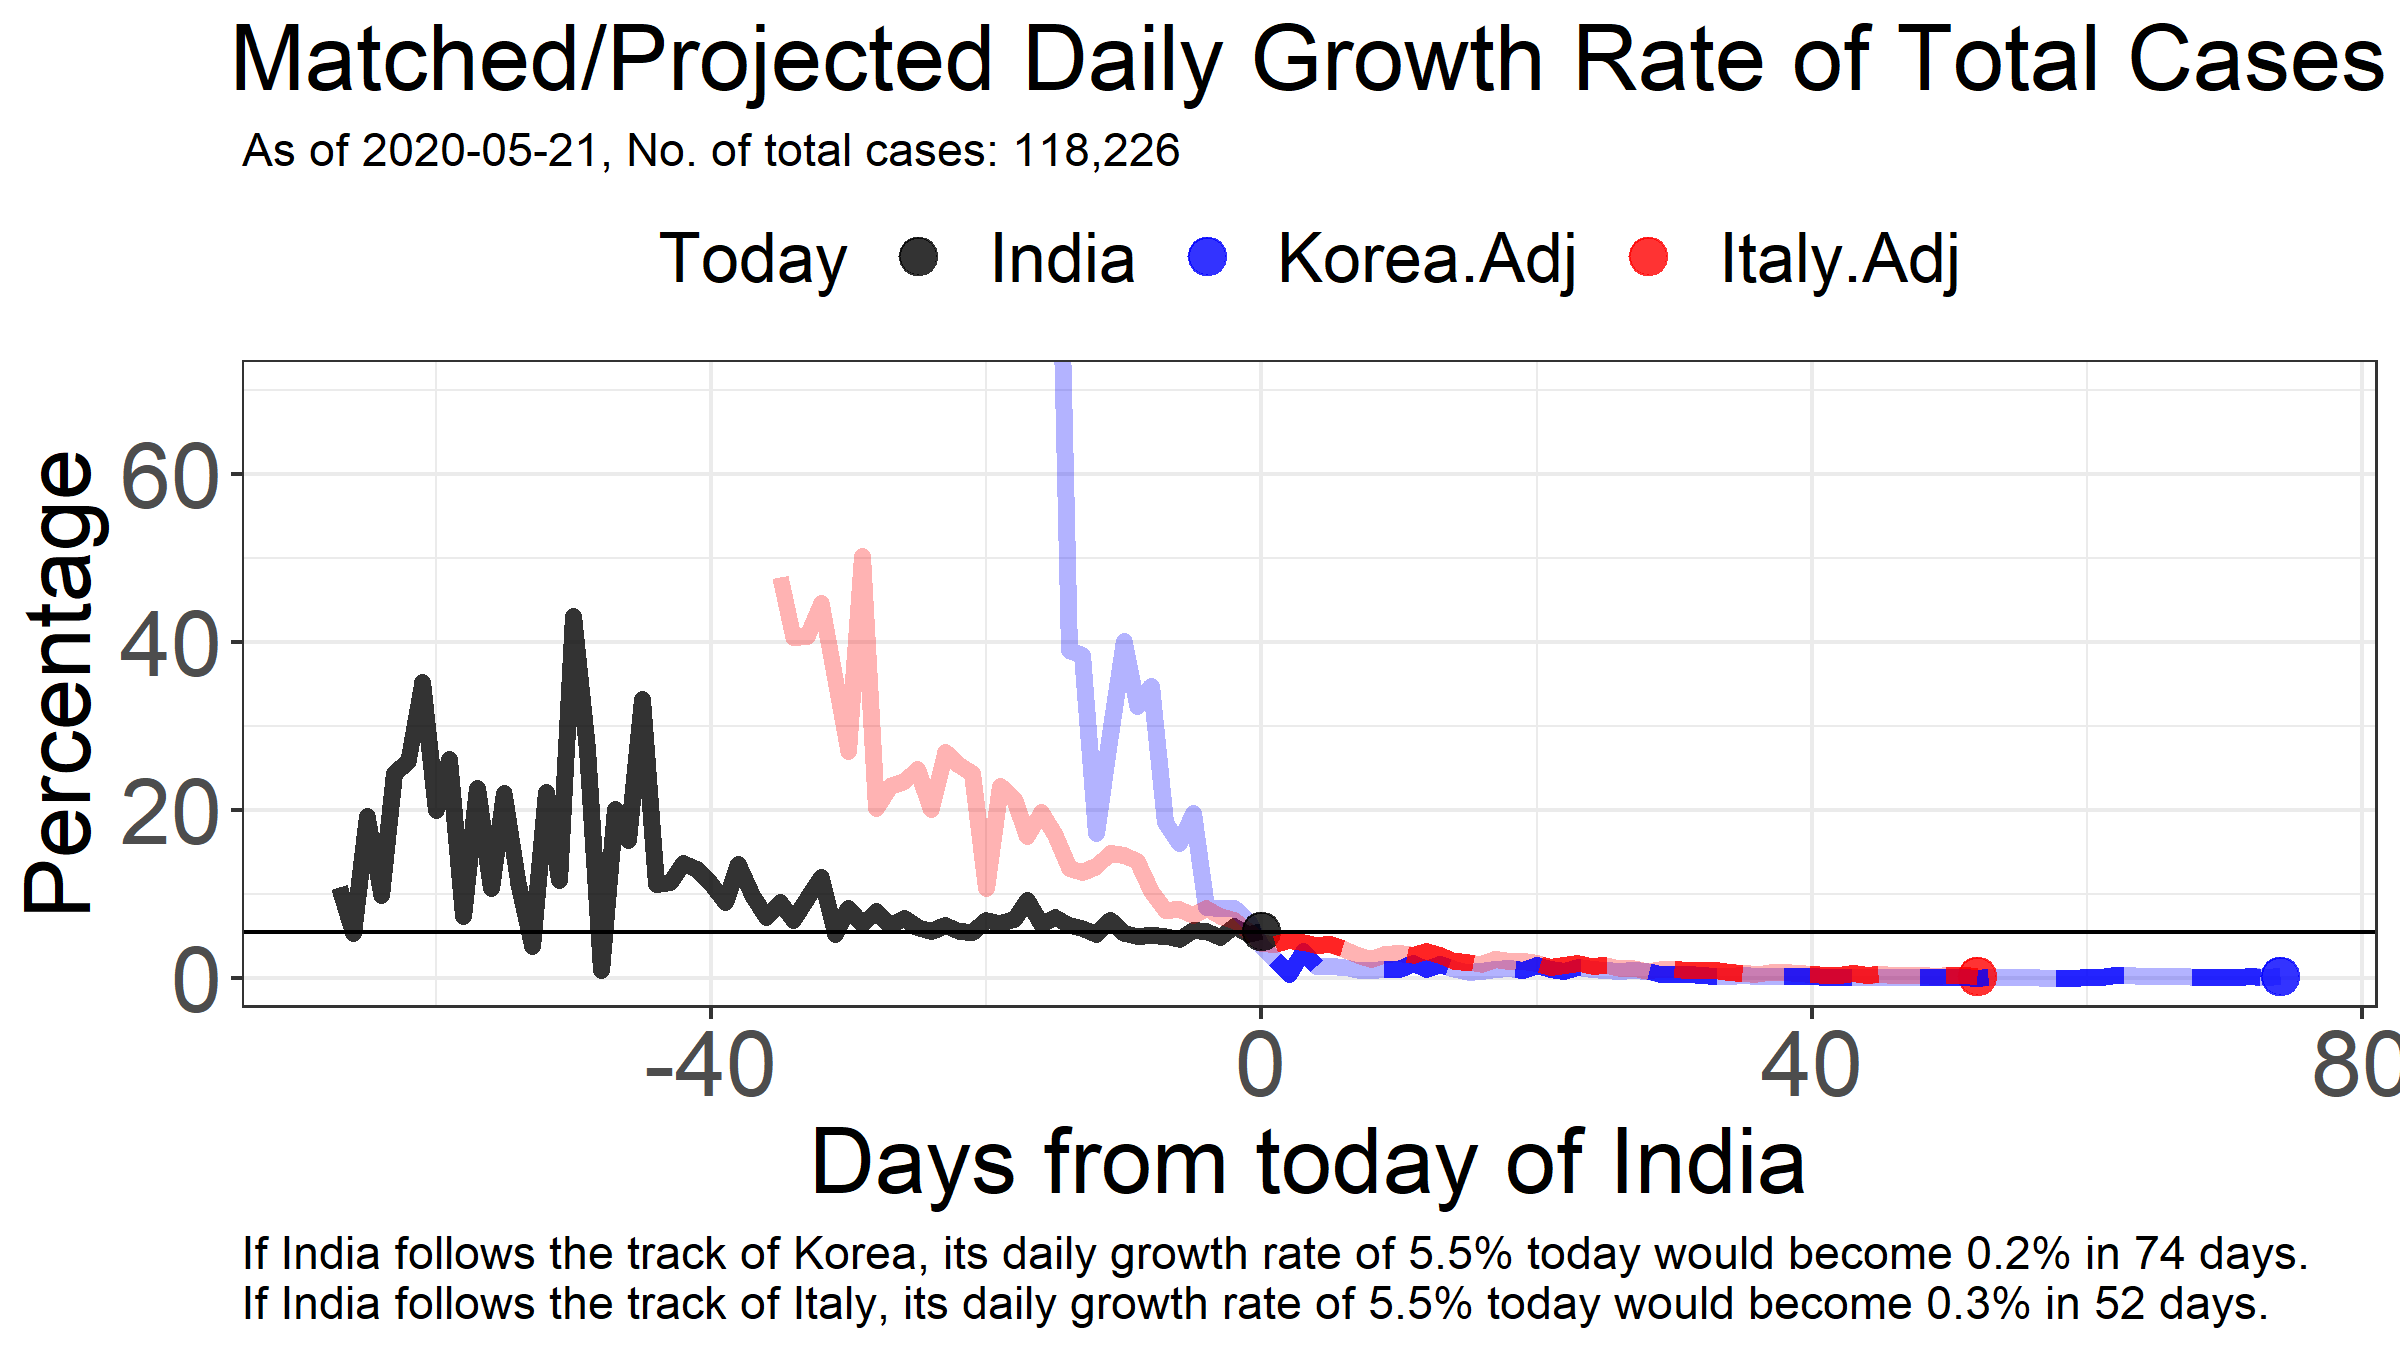 Matched/Projected Daily Growth Rate of Total Cases
As of 2020-05-21, No. of total cases: 118,226
Today India Korea.Adj Italy.Adj
Percentage
60
40
20
0
-40 0 40 80
Days from today of India
If India follows the track of Korea, its daily growth rate of 5.5% today would become 0.2% in 74 days.
If India follows the track of Italy, its daily growth rate of 5.5% today would become 0.3% in 52 days.